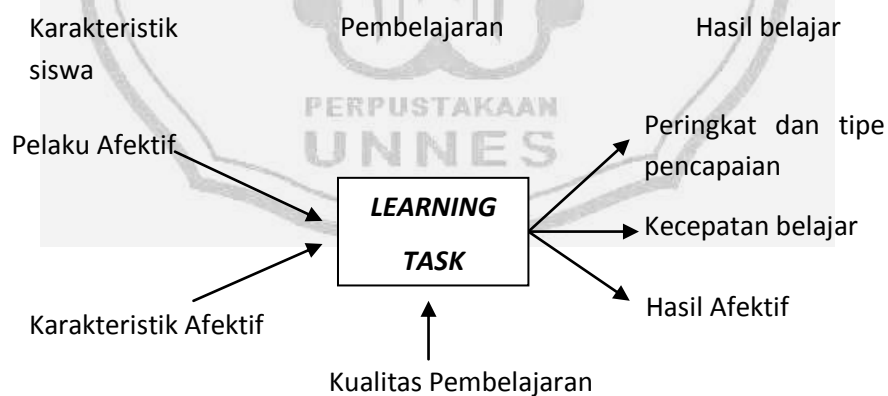 Karakteristik siswa
Pembelajaran
Hasil belajar
PERPUSTAKAAN
UNNES
Pelaku Afektif
Peringkat dan tipe
pencapaian
LEARNING
TASK
Kecepatan belajar
Karakteristik Afektif
Hasil Afektif
Kualitas Pembelajaran